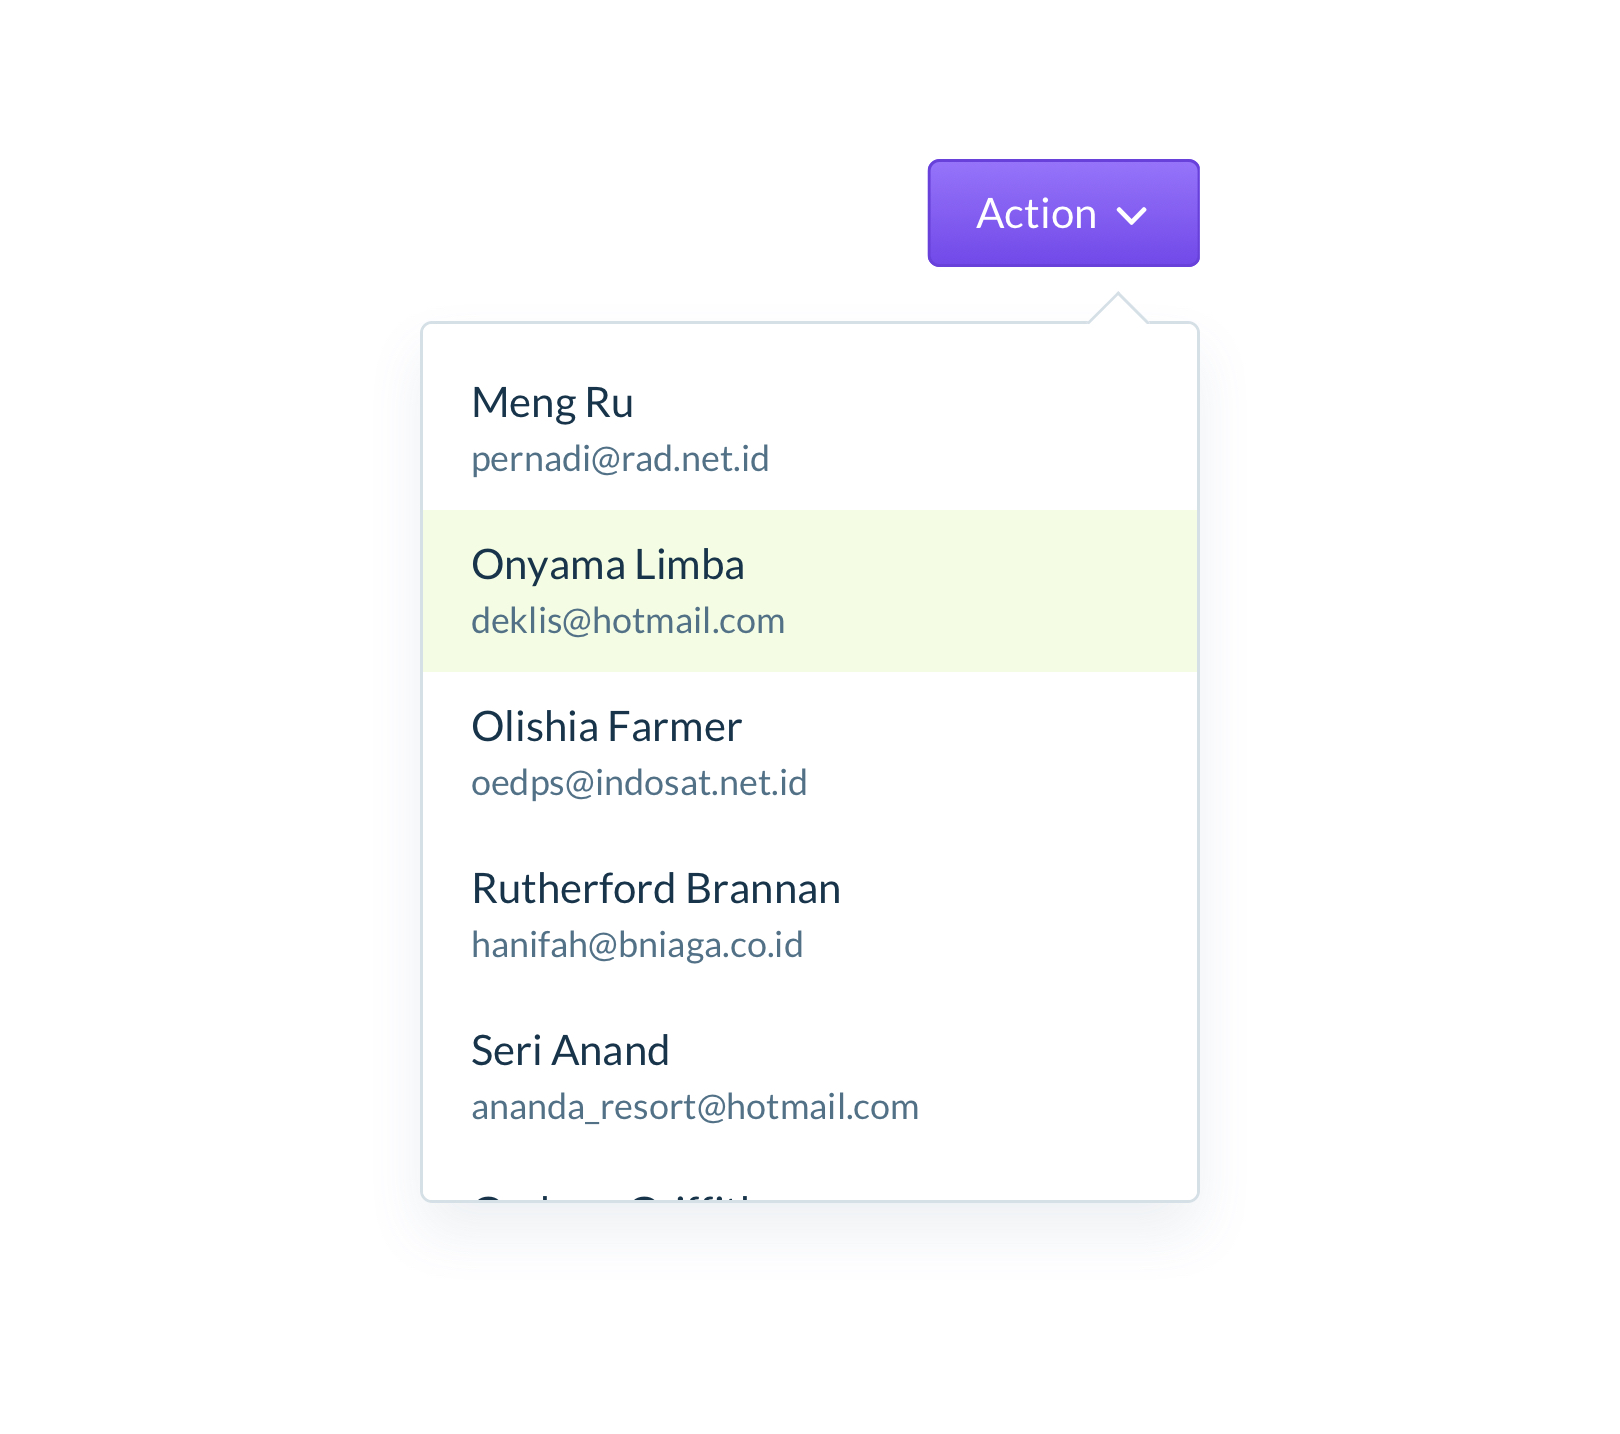 Action
Meng Ru
pernadi@rad.net.id
Onyama Limba
deklis@hotmail.com
Olishia Farmer
oedps@indosat.net.id
Rutherford Brannan
hanifah@bniaga.co.id
Seri Anand
ananda_resort@hotmail.com